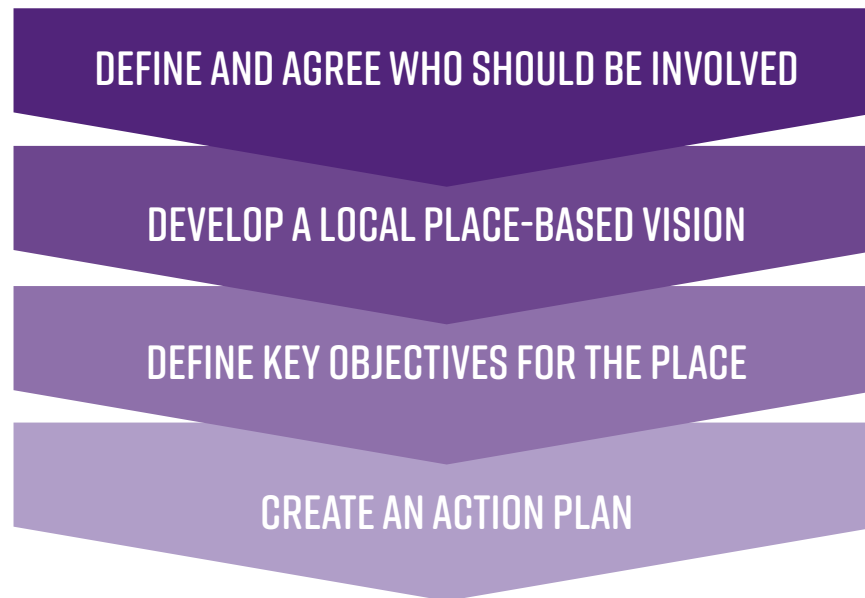 DEFINE AND AGREE WHO SHOULD BE INVOLVED
DEVELOP A LOCAL PLACE-BASED VISION
DEFINE KEY OBJECTIVES FOR THE PLACE
CREATE AN ACTION PLAN